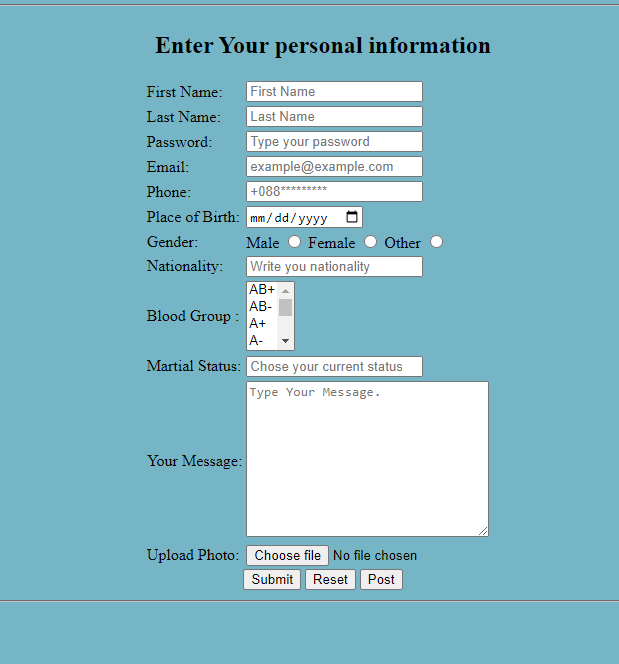 Enter Your personal information
First Name: First Name
Last Name: Last Name
Password: Type your password
Email: example@example.com
Phone: +088*********
Place of Birth: mm/dd/yyyy
Gender: Male Female Other
Nationality: Write you nationality
AB+
AB-
Blood Group :
A+
A-
Martial Status: Chose your current status
Type Your Message.
Your Message:
Upload Photo: Choose file No file chosen
Submit Reset Post